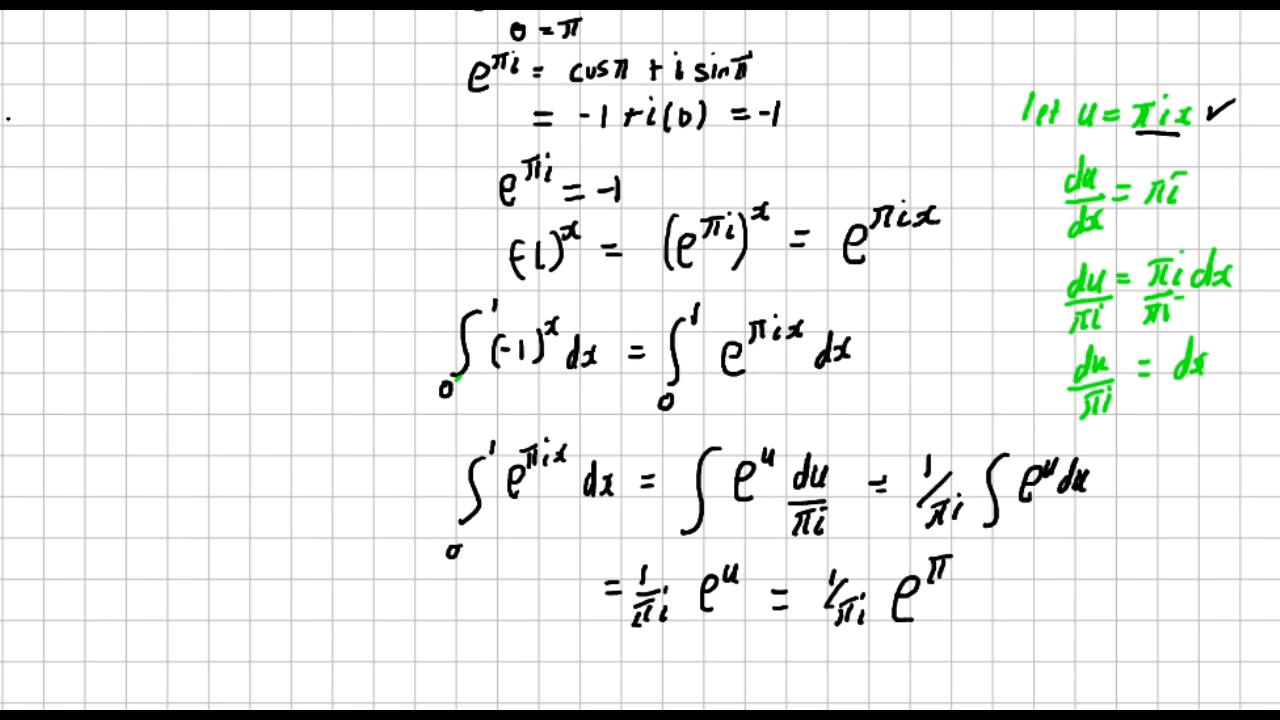 θ = π
e^{πi} = cosπ + i sinπ
= -1 + i(0) = -1
e^{πi} = -1
(-1)^x = (e^{πi})^x = e^{πix}
∫_0^1 (-1)^x dx = ∫_0^1 e^{πix} dx
∫_0^1 e^{πix} dx = ∫ e^u du/πi = 1/πi ∫ e^u du
= 1/πi e^u = 1/πi e^π
let u = πix ✓
du/dx = πi
du/πi = πi dx/πi
du/πi = dx